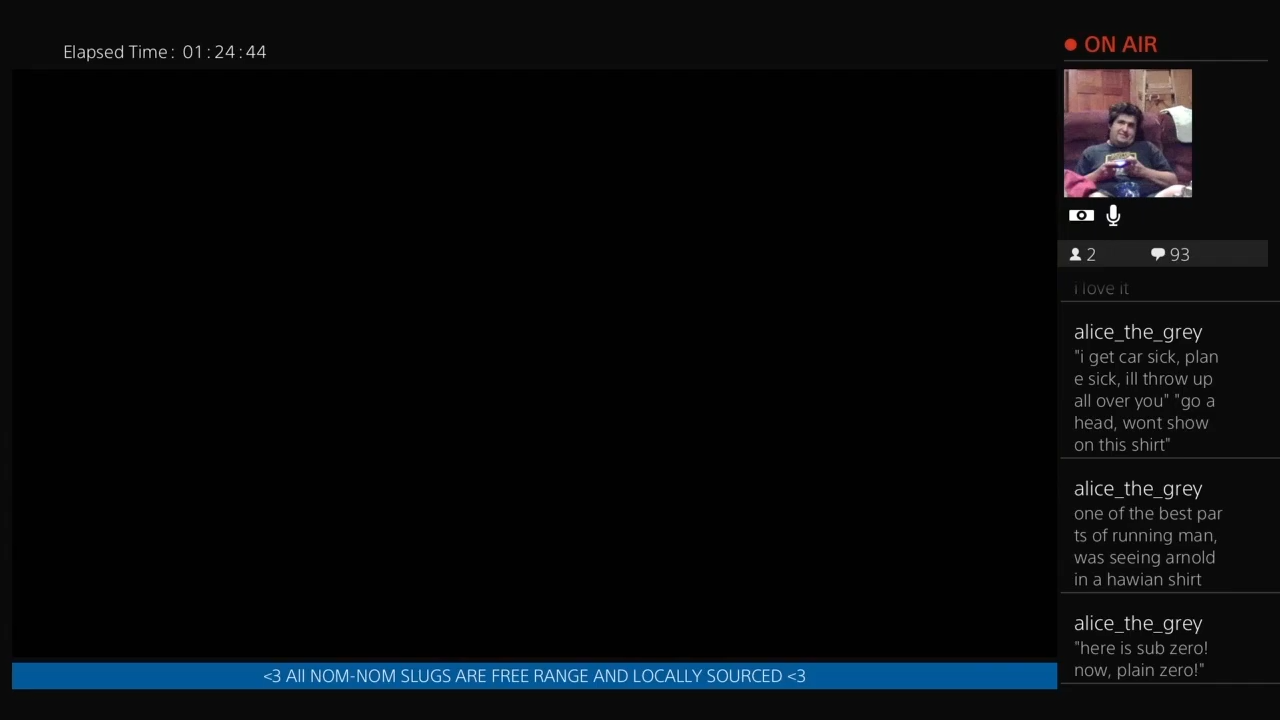 Elapsed Time: 01:24:44
ON AIR
2 93
i love it
alice_the_grey
"i get car sick, plan
e sick, ill throw up
all over you" "go a
head, wont show
on this shirt"
alice_the_grey
one of the best par
ts of running man,
was seeing arnold
in a hawian shirt
alice_the_grey
"here is sub zero!
now, plain zero!"
<3 All NOM-NOM SLUGS ARE FREE RANGE AND LOCALLY SOURCED <3